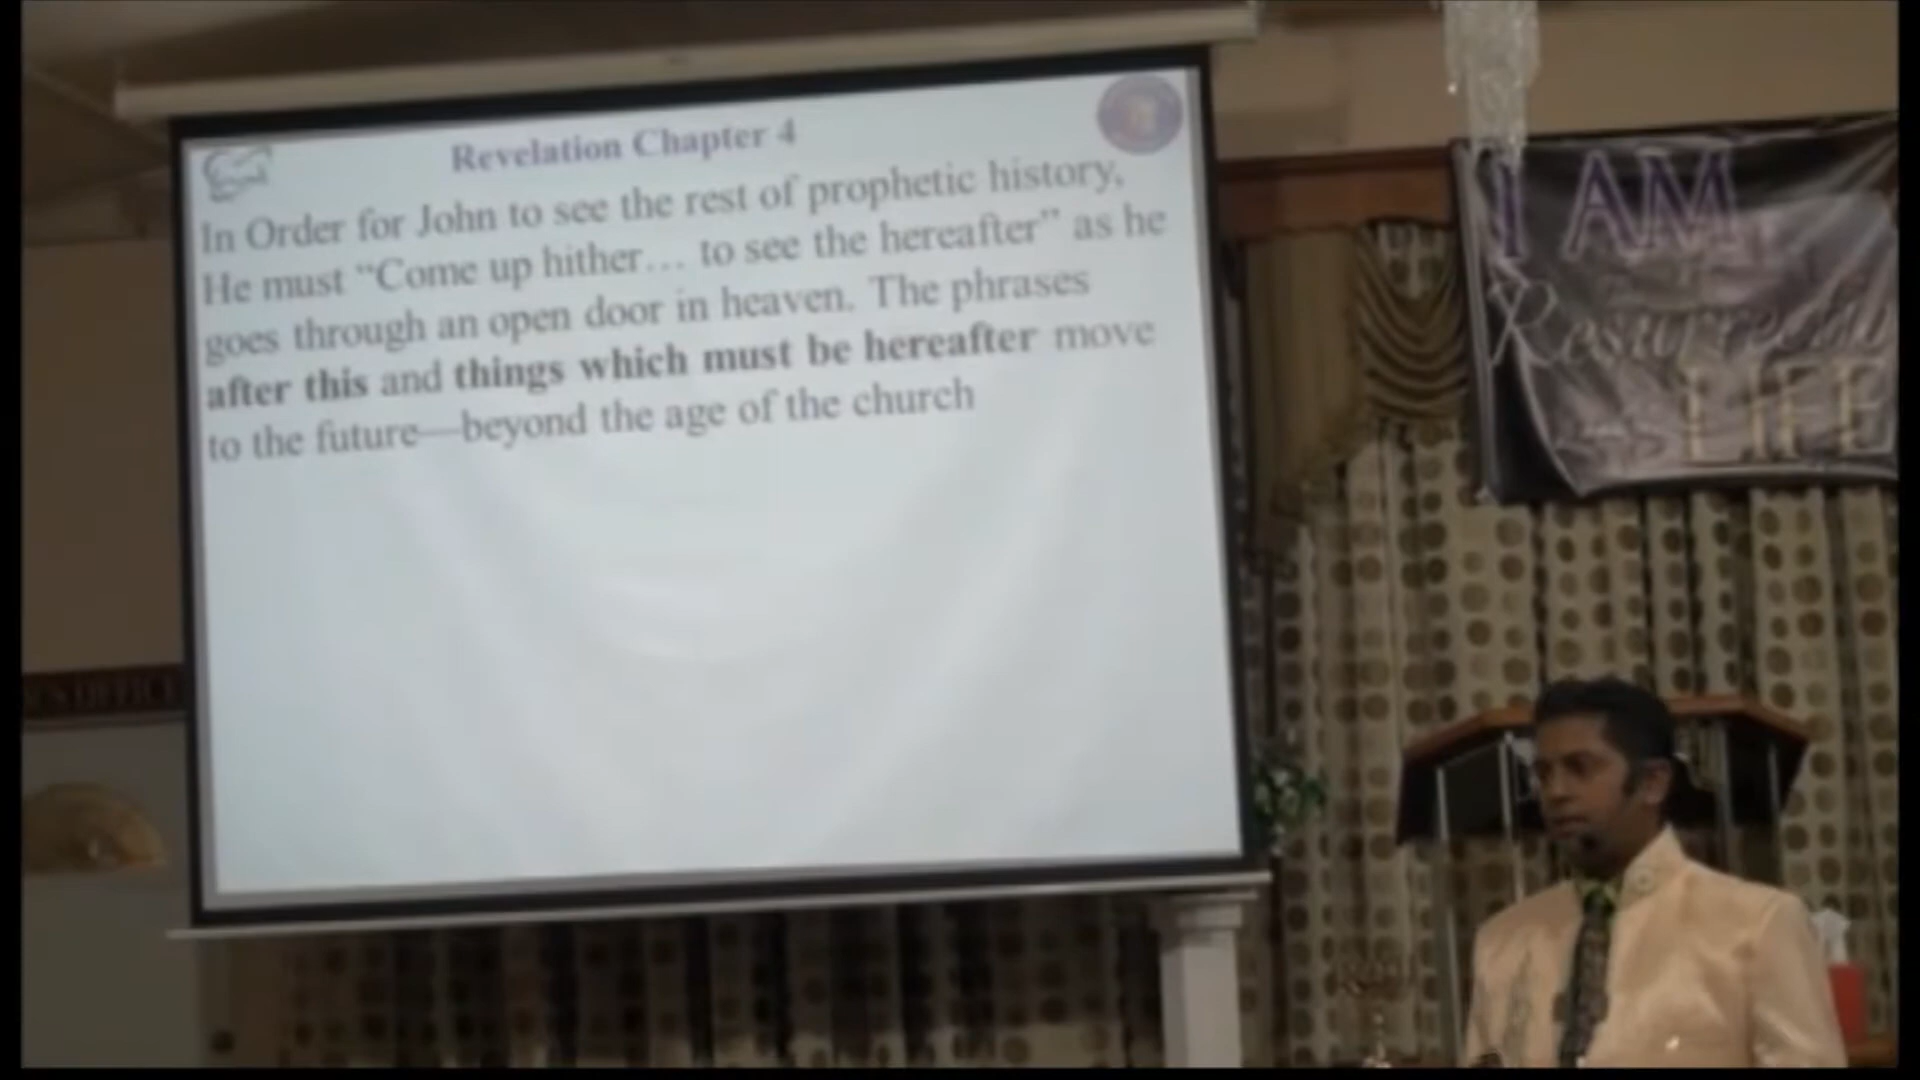 Revelation Chapter 4
In Order for John to see the rest of prophetic history,
He must "Come up hither… to see the hereafter" as he
goes through an open door in heaven. The phrases
after this and things which must be hereafter move
to the future—beyond the age of the church
I AM
LIFE
OFFICE